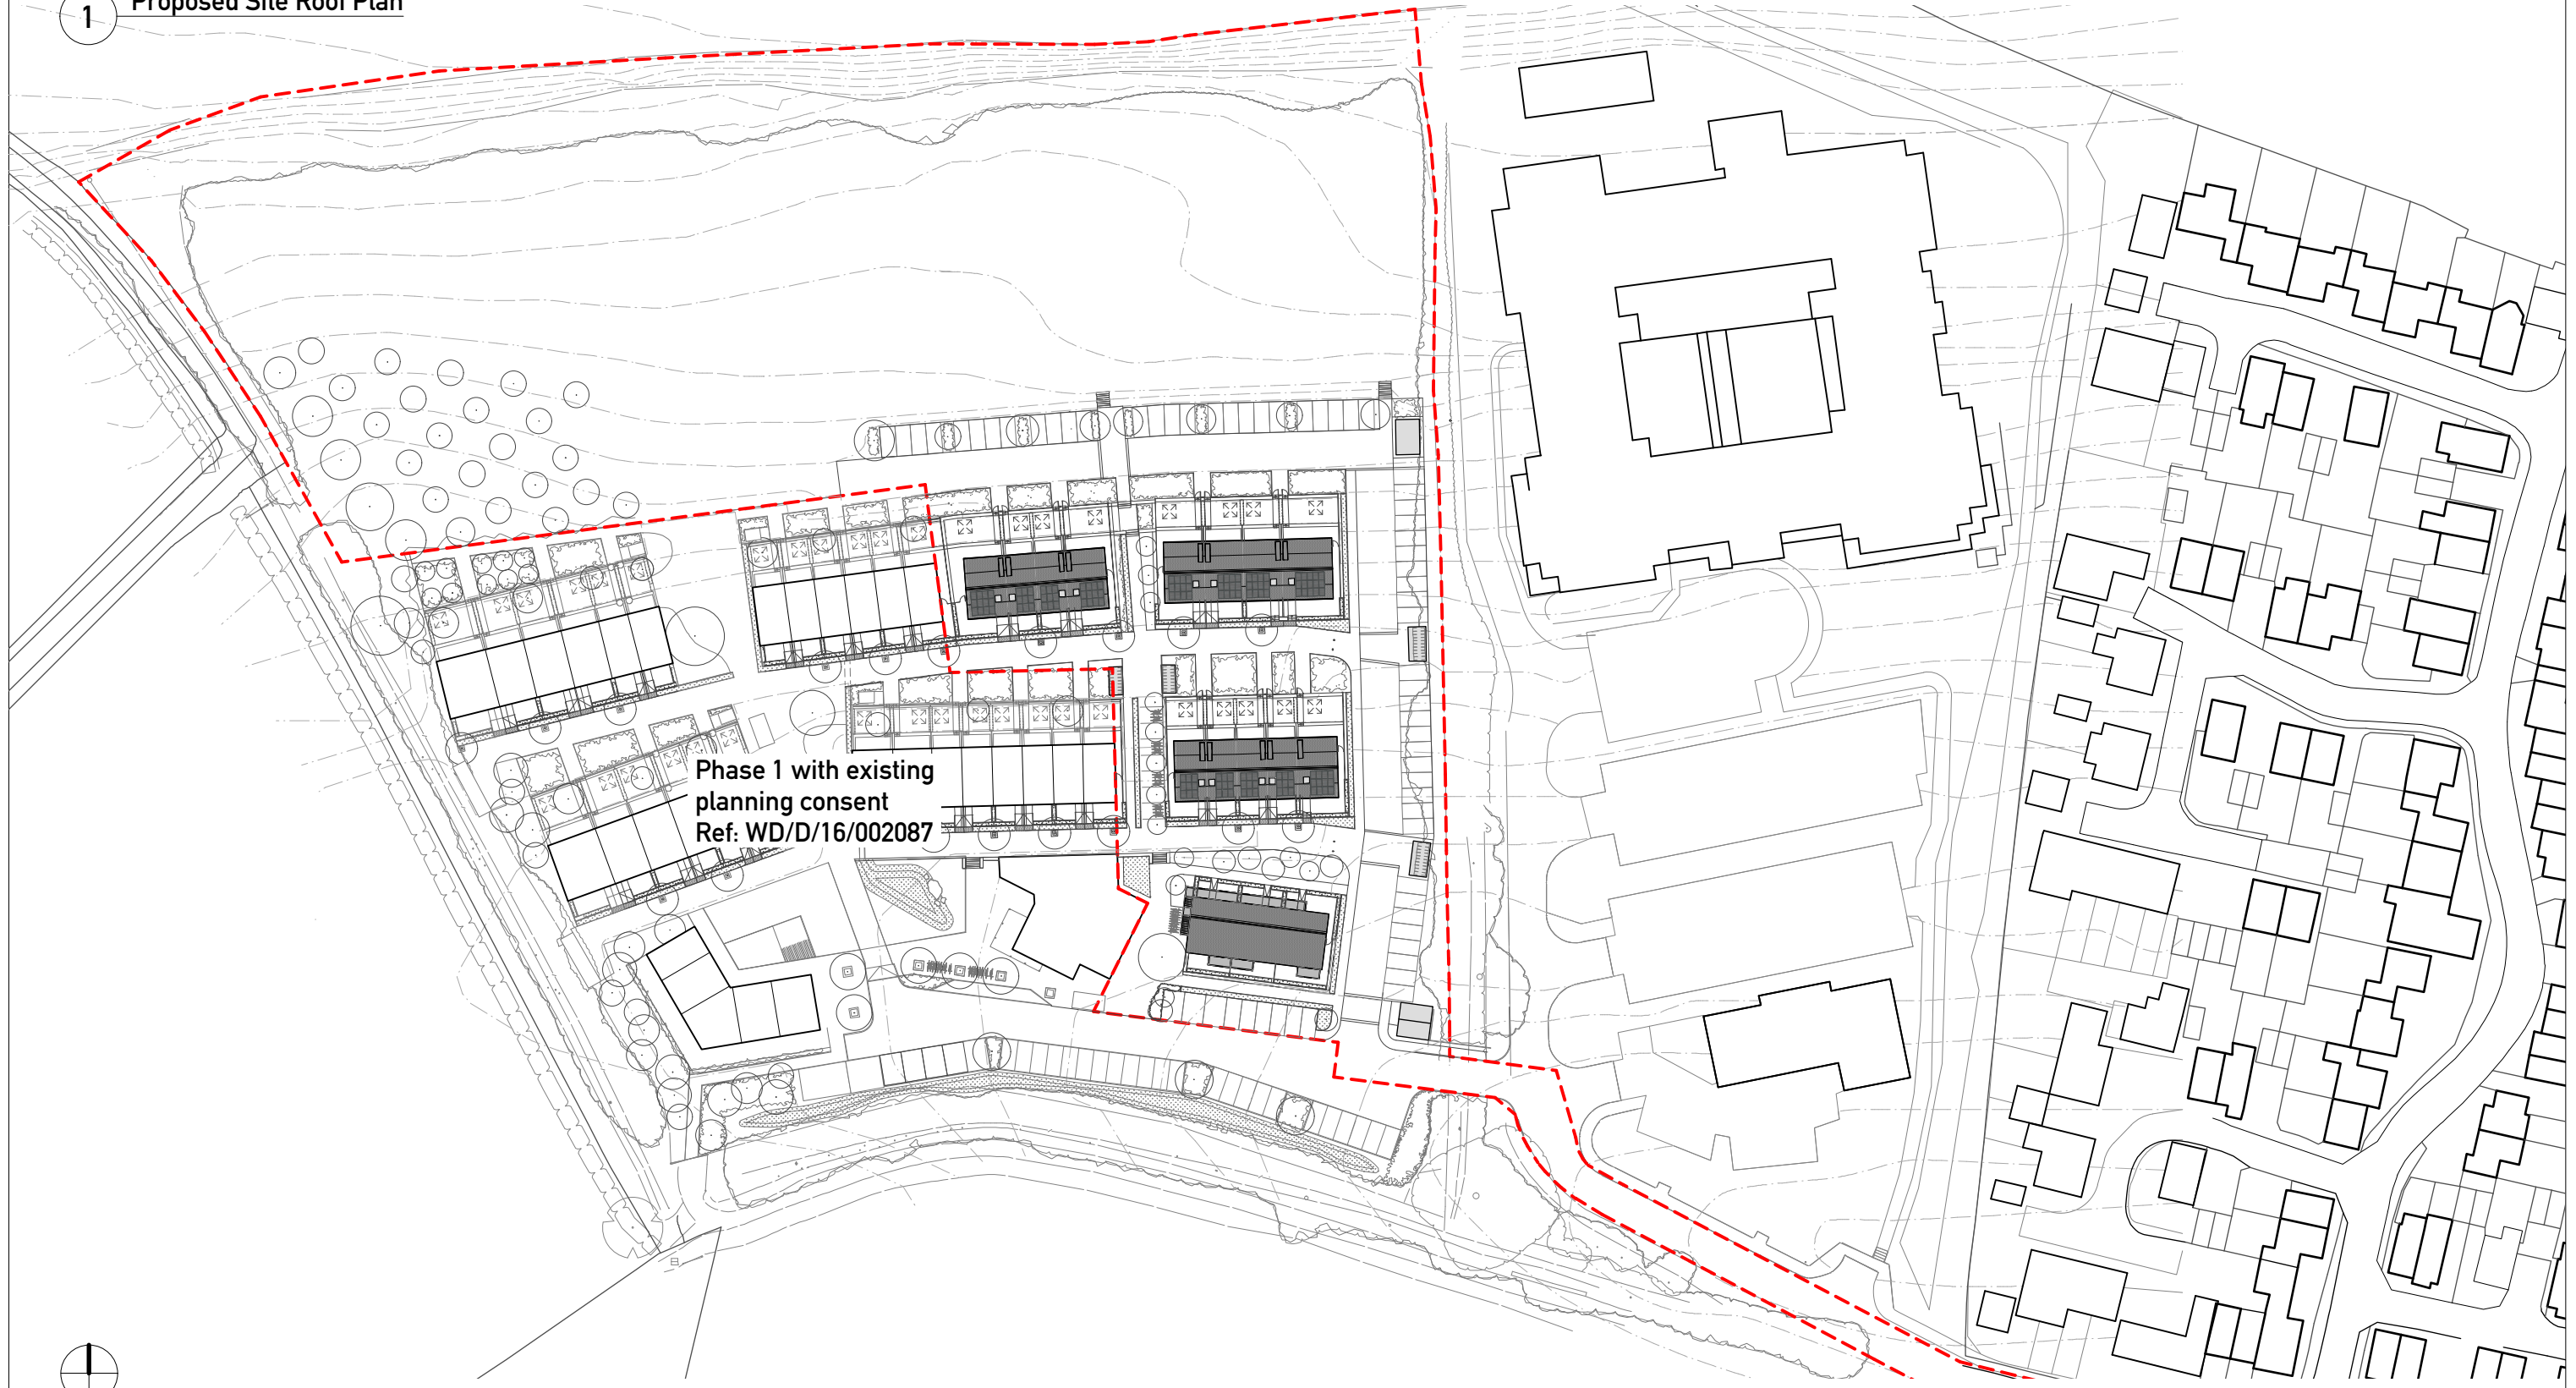 1
Proposed Site Roof Plan
Phase 1 with existing
planning consent
Ref: WD/D/16/002087